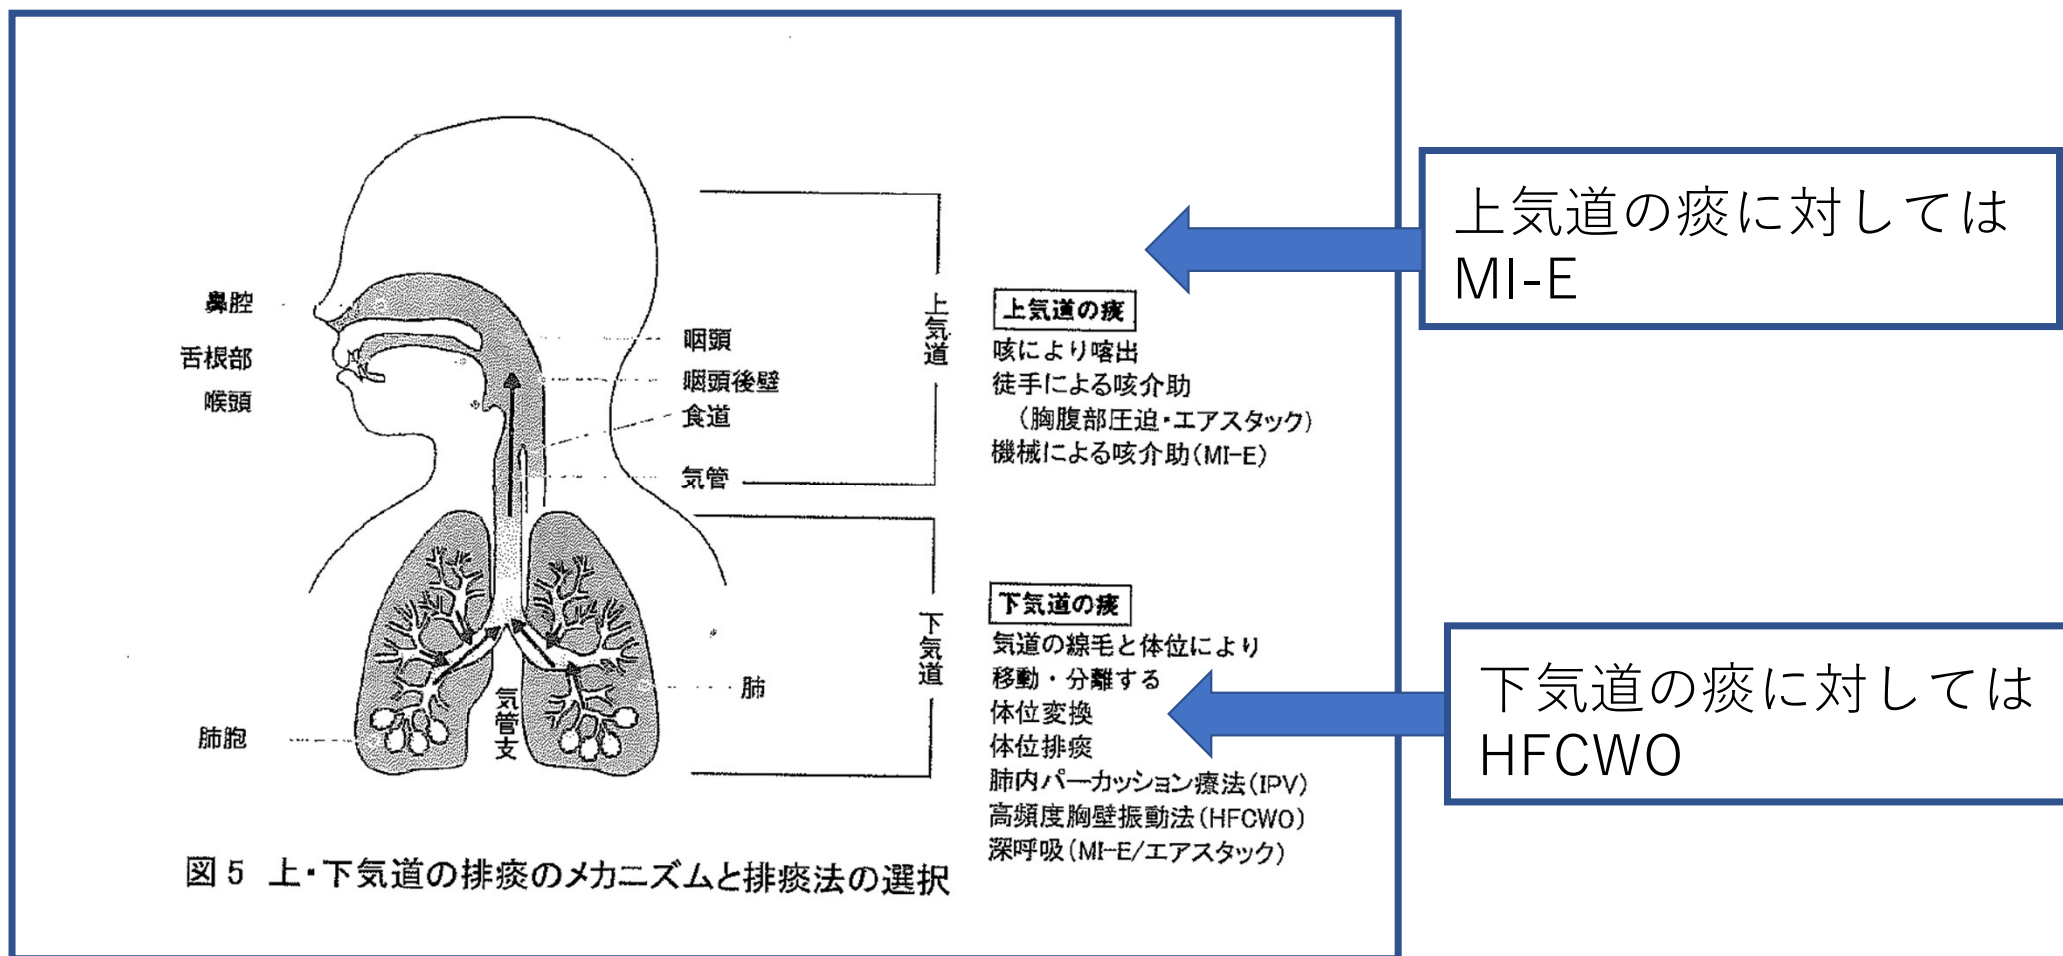 鼻腔
舌根部
喉頭
咽頭
咽頭後壁
食道
気管
上気道
上気道の痰
咳により喀出
徒手による咳介助
(胸腹部圧迫・エアスタック)
機械による咳介助(MI-E)
上気道の痰に対しては
MI-E
肺
気管支
肺胞
下気道
下気道の痰
気道の線毛と体位により
移動・分離する
体位変換
体位排痰
肺内パーカッション療法(IPV)
高頻度胸壁振動法(HFCWO)
深呼吸(MI-E/エアスタック)
下気道の痰に対しては
HFCWO
図5 上・下気道の排痰のメカニズムと排痰法の選択